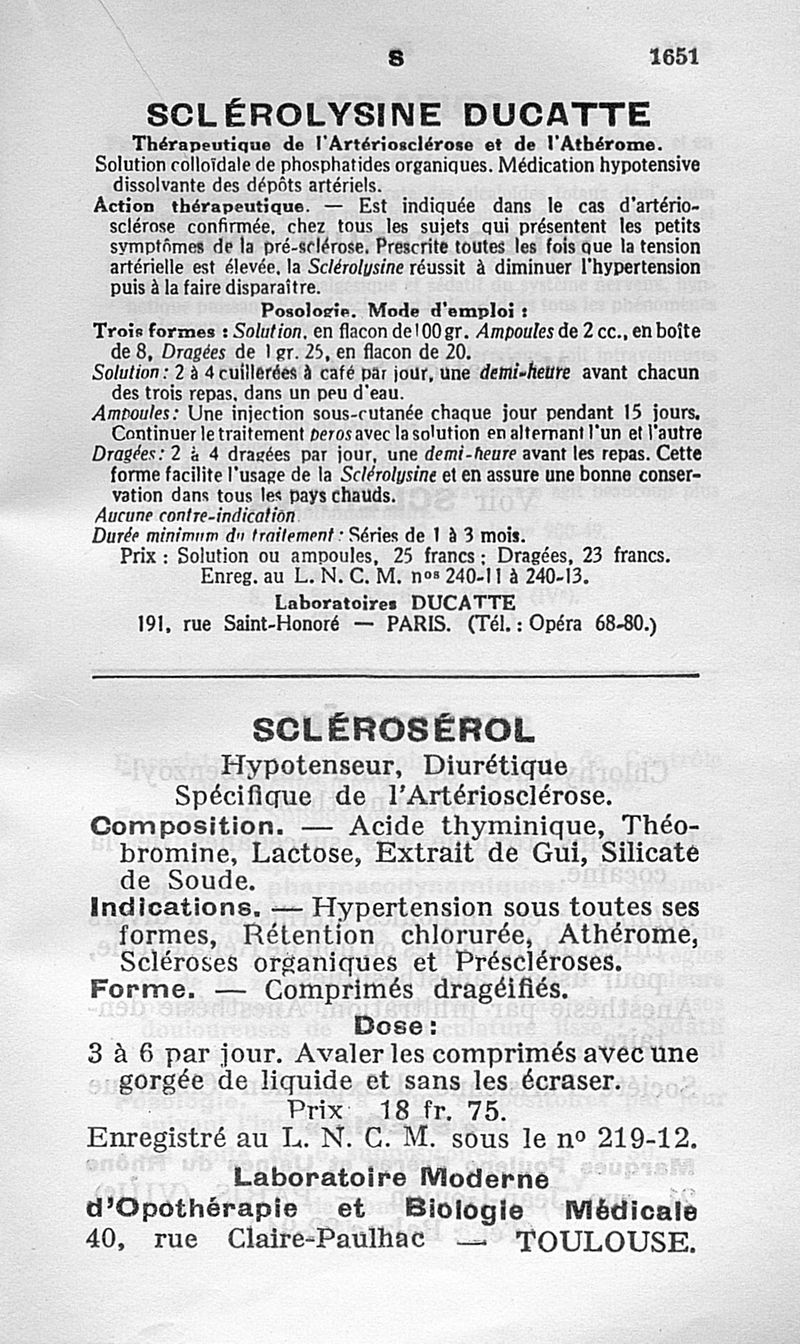 S
1651
SCLÉROLYSINE DUCATTE
Thérapeutique de l'Artériosclérose et de l'Athérome.
Solution colloïdale de phosphatides organiques. Médication hypotensive
dissolvante des dépôts artériels.
Action thérapeutique. — Est indiquée dans le cas d'artério-
sclérose confirmée, chez tous les sujets qui présentent les petits
symptômes de la pré-sclérose. Prescrite toutes les fois que la tension
artérielle est élevée, la Sclérolysine réussit à diminuer l'hypertension
puis à la faire disparaître.
Posologie. Mode d'emploi :
Trois formes : Solution, en flacon de 100 gr. Ampoules de 2 cc., en boîte
de 8, Dragées de 1 gr. 25, en flacon de 20.
Solution : 2 à 4 cuillerées à café par jour, une demi-heure avant chacun
des trois repas, dans un peu d'eau.
Ampoules : Une injection sous-cutanée chaque jour pendant 15 jours.
Continuer le traitement peros avec la solution en alternant l'un et l'autre
Dragées : 2 à 4 dragées par jour, une demi-heure avant les repas. Cette
forme facilite l'usage de la Sclérolysine et en assure une bonne conser-
vation dans tous les pays chauds.
Aucune contre-indication
Durée minimum du traitement : Séries de 1 à 3 mois.
Prix : Solution ou ampoules, 25 francs ; Dragées, 23 francs.
Enreg. au L. N. C. M. nos 240-11 à 240-13.
Laboratoires DUCATTE
191, rue Saint-Honoré — PARIS. (Tél. : Opéra 68-80.)
SCLÉROSÉROL
Hypotenseur, Diurétique
Spécifique de l'Artériosclérose.
Composition. — Acide thyminique, Théo-
bromine, Lactose, Extrait de Gui, Silicate
de Soude.
Indications. — Hypertension sous toutes ses
formes, Rétention chlorurée, Athérome,
Scléroses organiques et Préscléroses.
Forme. — Comprimés dragéifiés.
Dose :
3 à 6 par jour. Avaler les comprimés avec une
gorgée de liquide et sans les écraser.
Prix 18 fr. 75.
Enregistré au L. N. C. M. sous le no 219-12.
Laboratoire Moderne
d'Opothérapie et Biologie Médicale
40, rue Claire-Paulhac — TOULOUSE.